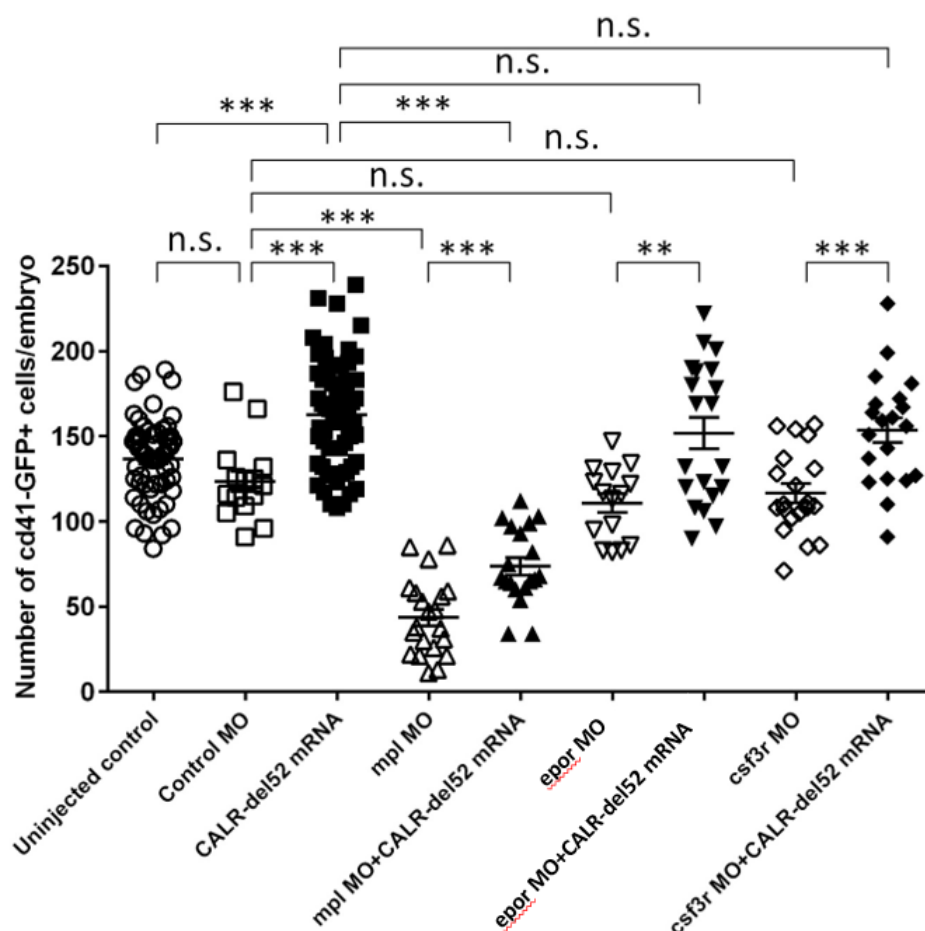 n.s.
n.s.
*** ***
n.s.
n.s.
***
n.s. *** *** ** ***
Number of cd41-GFP+ cells/embryo
250
200
150
100
50
0
Uninjected control
Control MO
CALR-del52 mRNA
mpl MO
mpl MO+CALR-del52 mRNA
epor MO
epor MO+CALR-del52 mRNA
csf3r MO
csf3r MO+CALR-del52 mRNA